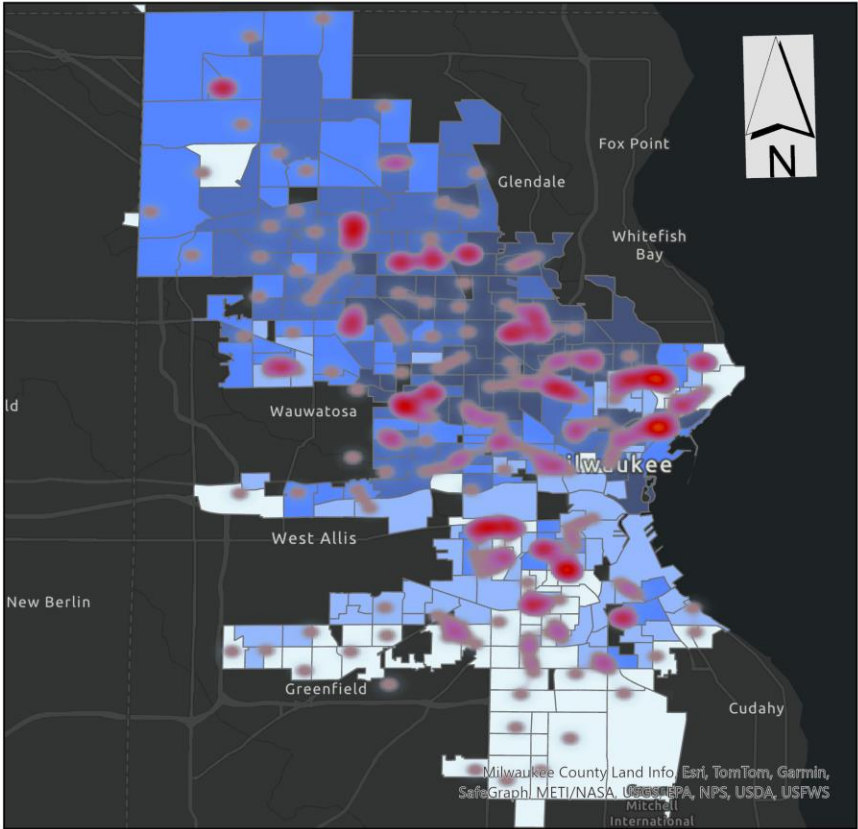 N
Fox Point
Glendale
Whitefish
Bay
ld
Wauwatosa
ilwaukee
West Allis
New Berlin
Greenfield
Cudahy
Milwaukee County Land Info, Esri, TomTom, Garmin,
SafeGraph, METI/NASA, USGS, EPA, NPS, USDA, USFWS
Mitchell
International